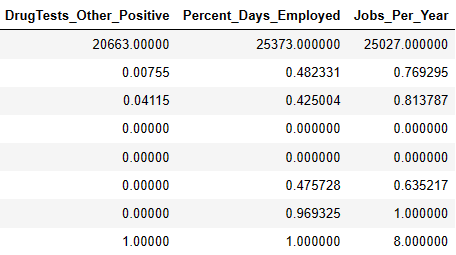 DrugTests_Other_Positive Percent_Days_Employed Jobs_Per_Year
20663.00000 25373.000000 25027.000000
0.00755 0.482331 0.769295
0.04115 0.425004 0.813787
0.00000 0.000000 0.000000
0.00000 0.000000 0.000000
0.00000 0.475728 0.635217
0.00000 0.969325 1.000000
1.00000 1.000000 8.000000